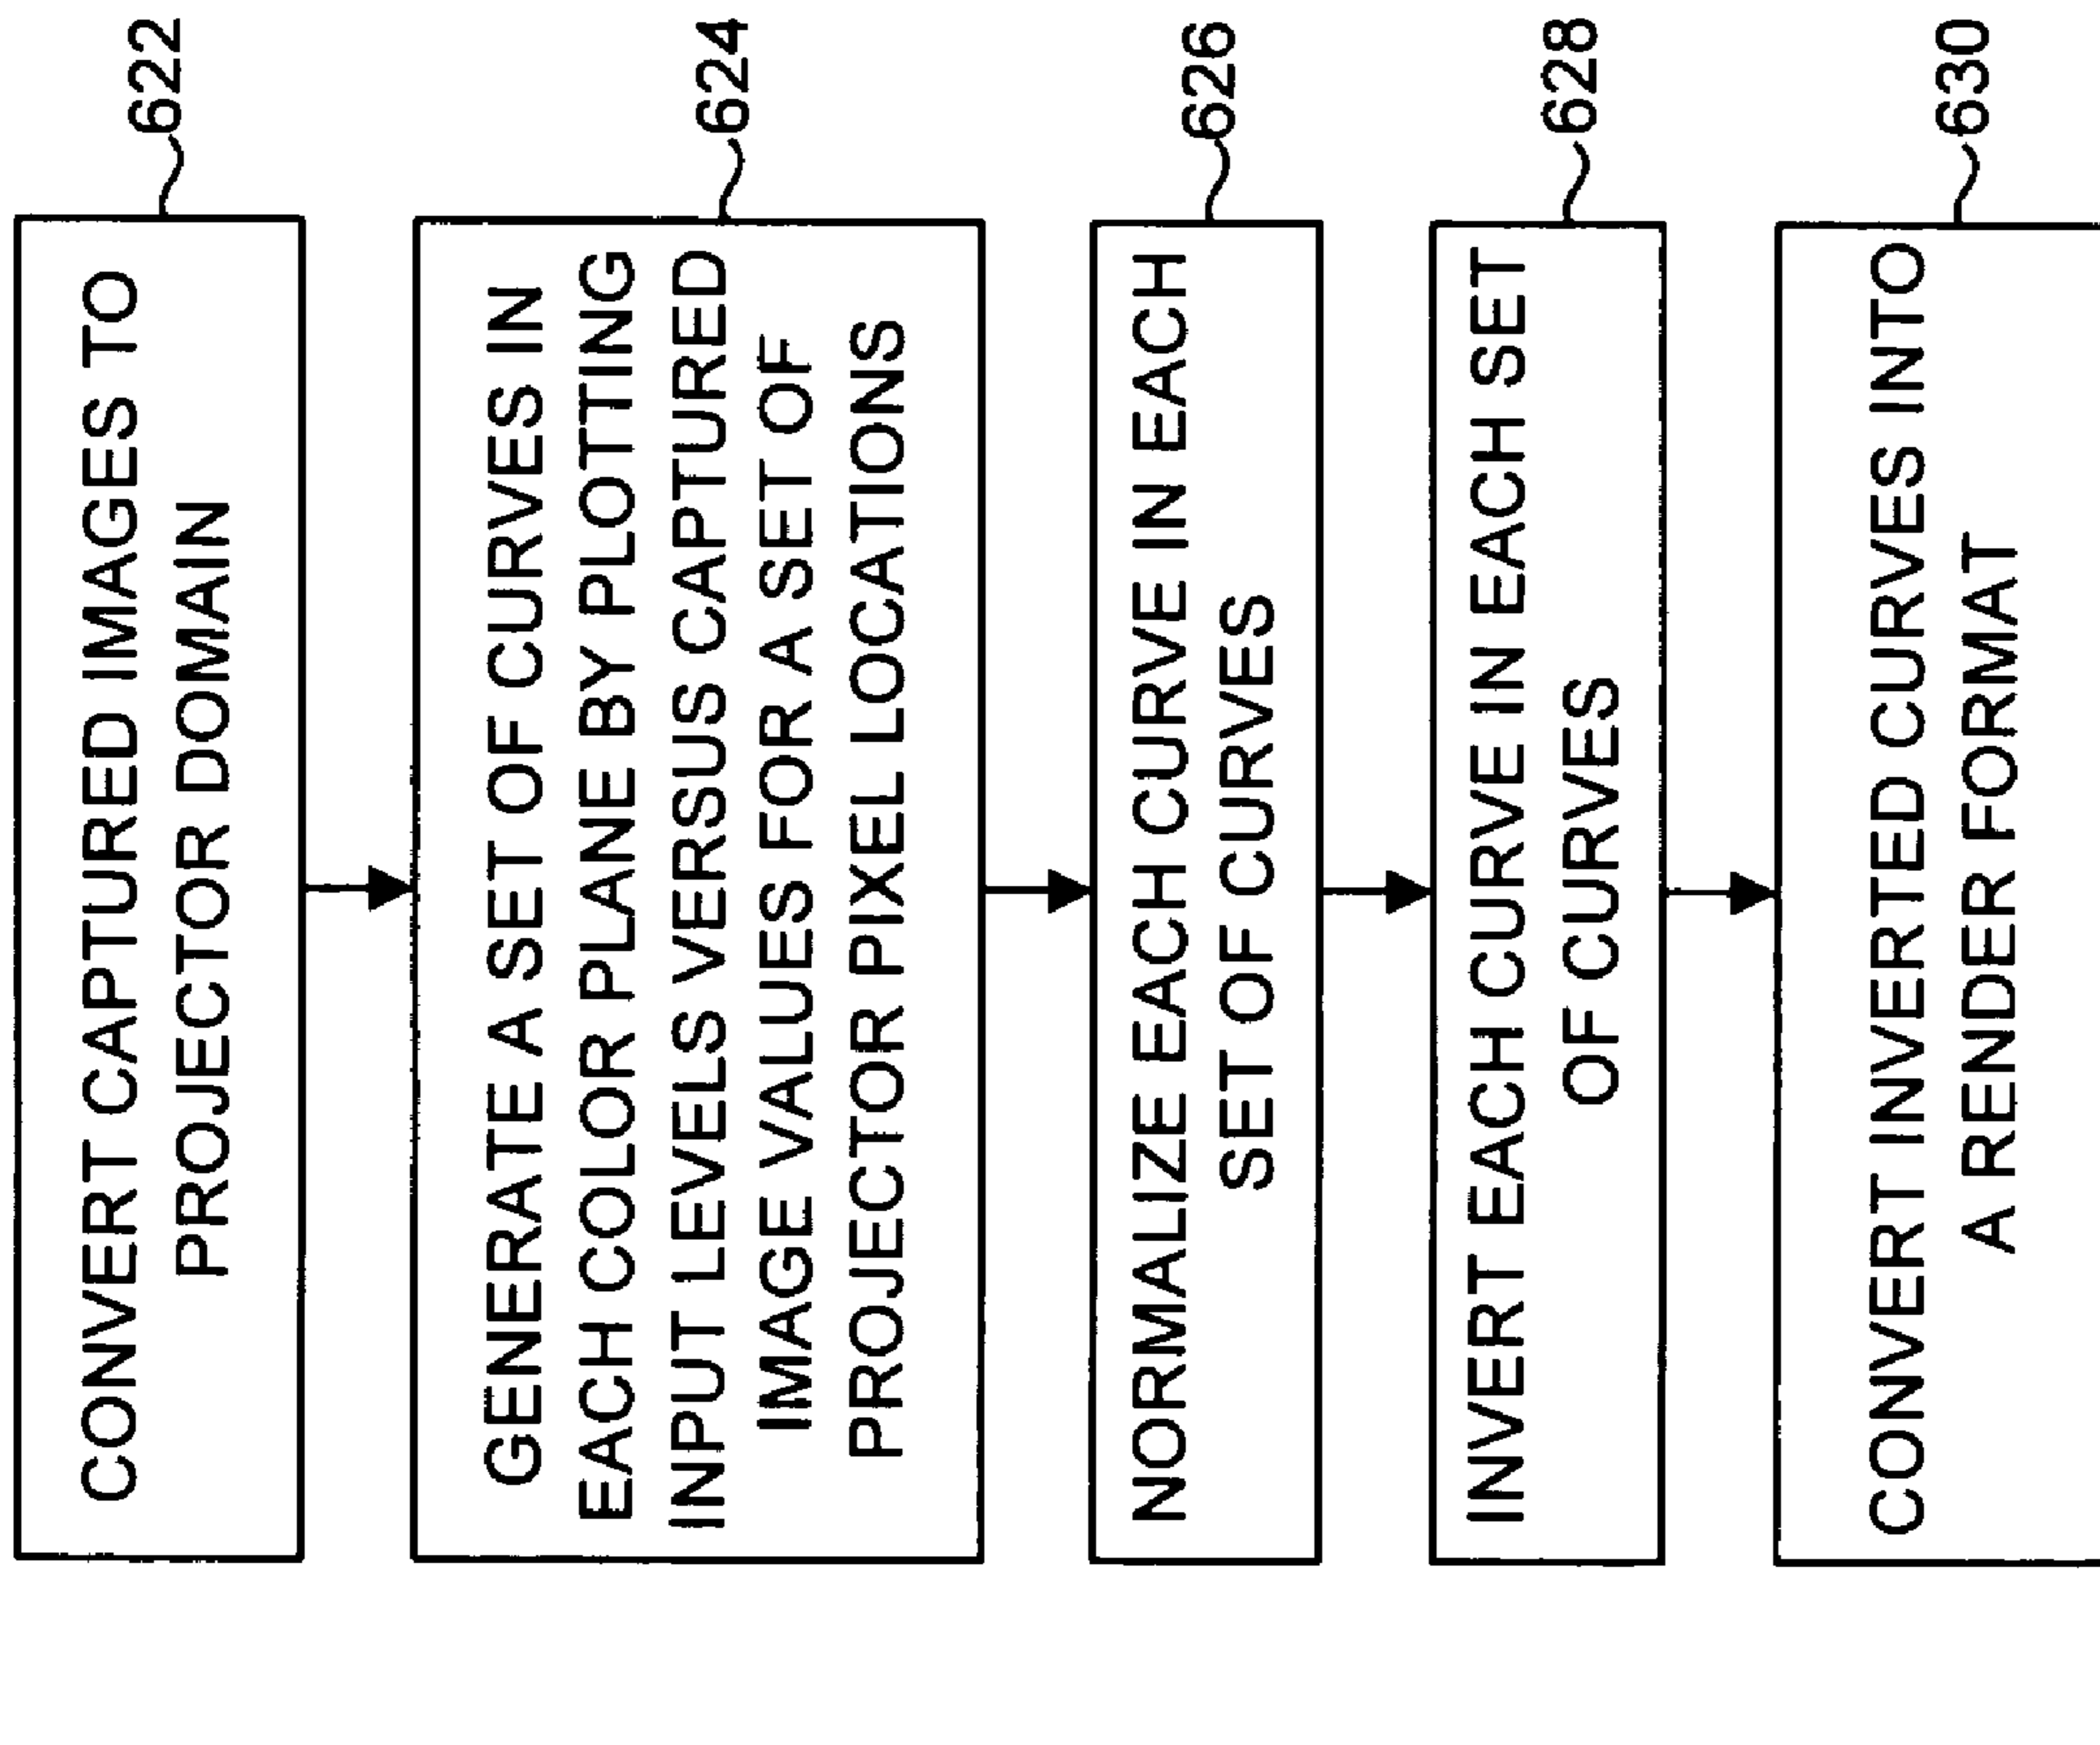 CONVERT CAPTURED IMAGES TO
PROJECTOR DOMAIN
622
GENERATE A SET OF CURVES IN
EACH COLOR PLANE BY PLOTTING
INPUT LEVELS VERSUS CAPTURED
IMAGE VALUES FOR A SET OF
PROJECTOR PIXEL LOCATIONS
624
NORMALIZE EACH CURVE IN EACH
SET OF CURVES
626
INVERT EACH CURVE IN EACH SET
OF CURVES
628
CONVERT INVERTED CURVES INTO
A RENDER FORMAT
630